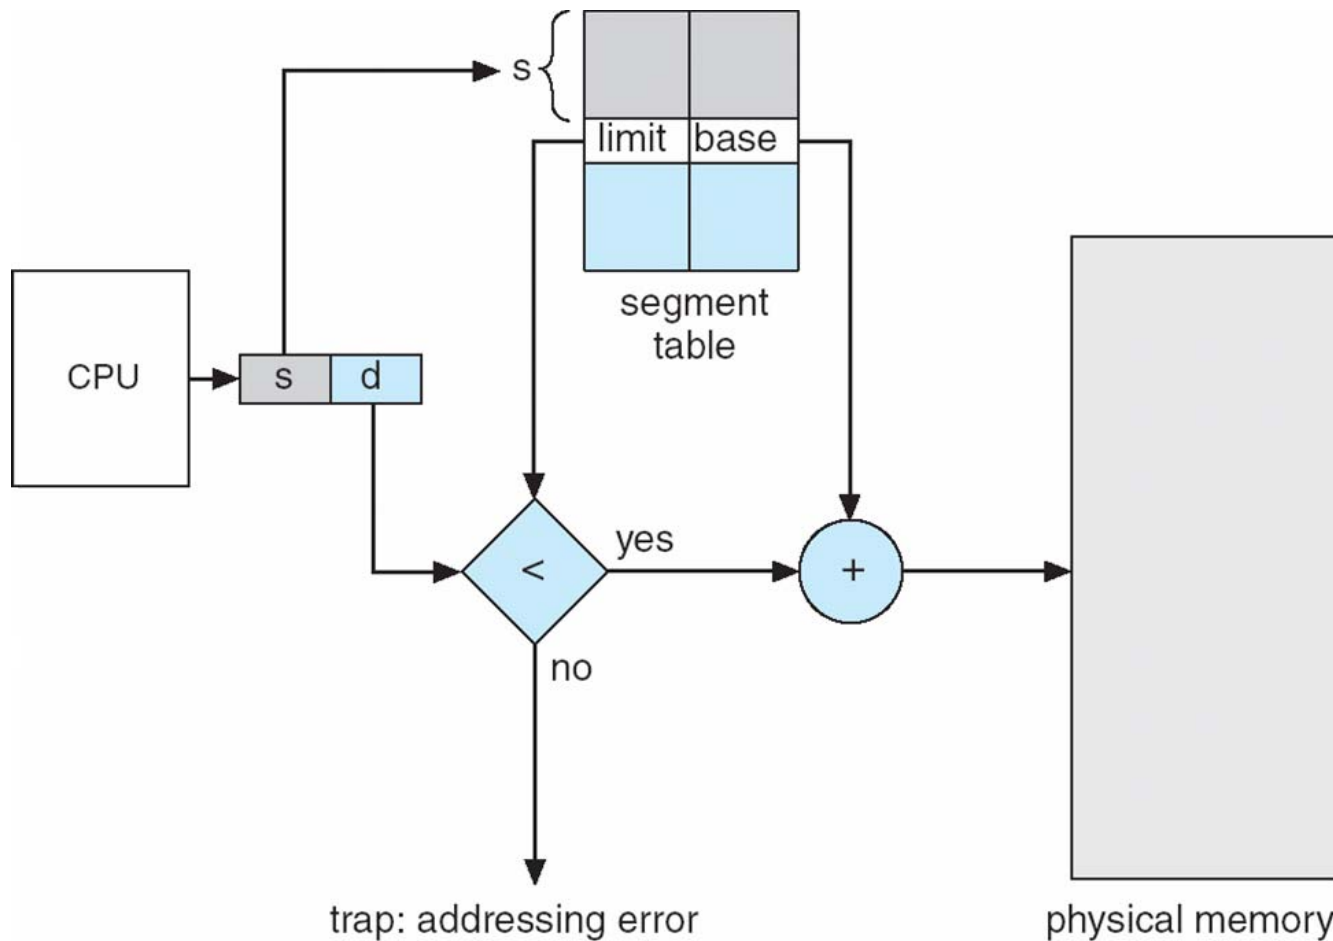 s
limit base
segment
table
CPU
s d
<
yes
+
no
trap: addressing error
physical memory